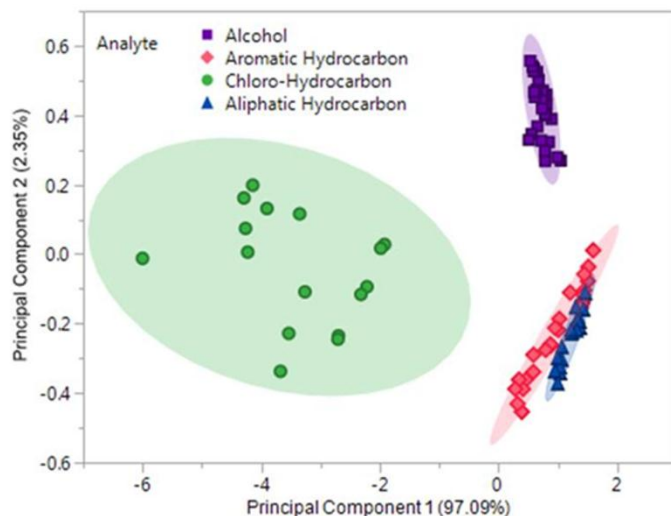 Analyte
Alcohol
Aromatic Hydrocarbon
Chloro-Hydrocarbon
Aliphatic Hydrocarbon
Principal Component 2 (2.35%)
0.6
0.4
0.2
0.0
-0.2
-0.4
-0.6
-6
-4
-2
0
2
Principal Component 1 (97.09%)